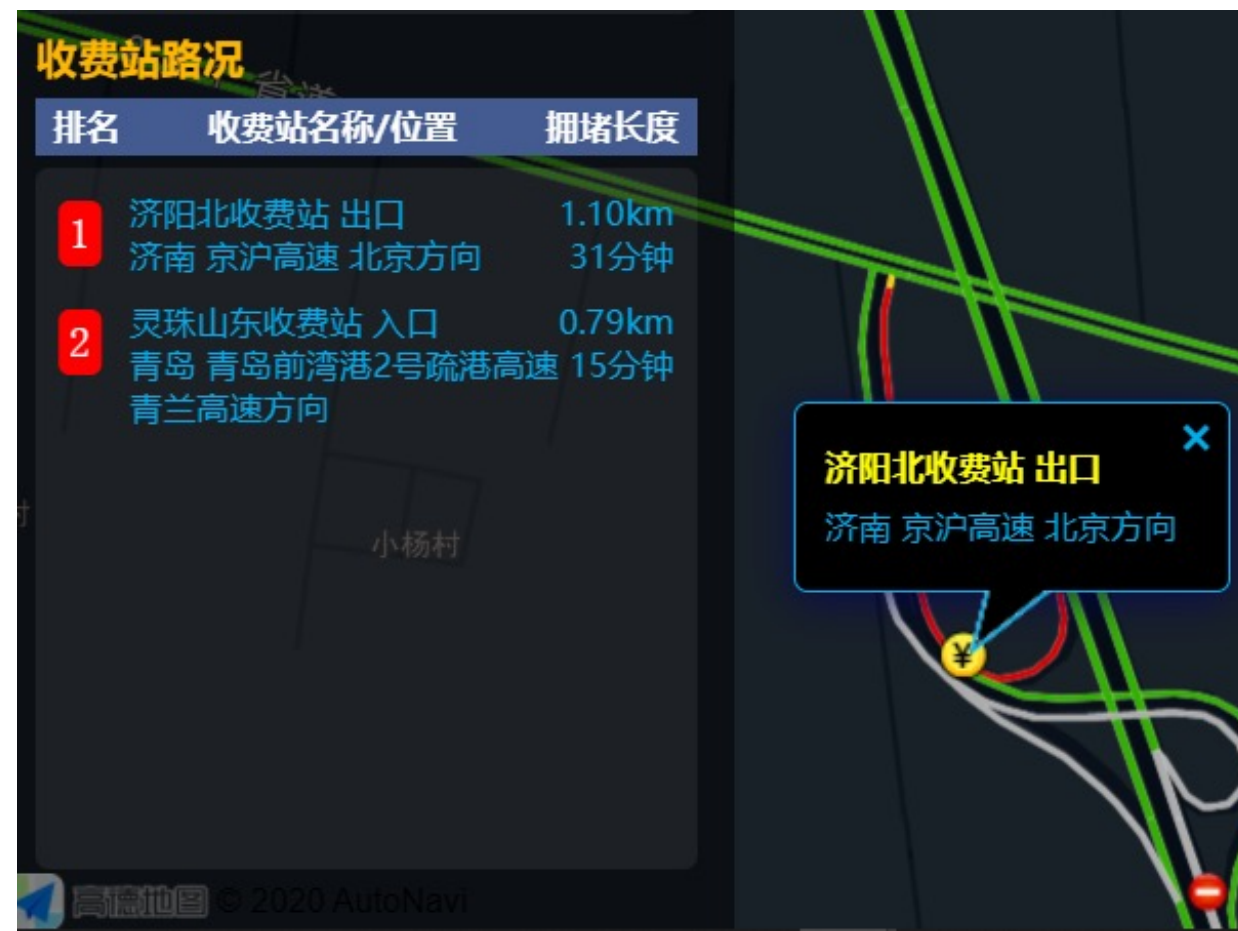 收费站路况
排名 收费站名称/位置 拥堵长度
1 济阳北收费站 出口 1.10km
济南 京沪高速 北京方向 31分钟
2 灵珠山东收费站 入口 0.79km
青岛 青岛前湾港2号疏港高速 15分钟
青兰高速方向
济阳北收费站 出口
济南 京沪高速 北京方向
¥
小杨村
高德地图 © 2020 AutoNavi